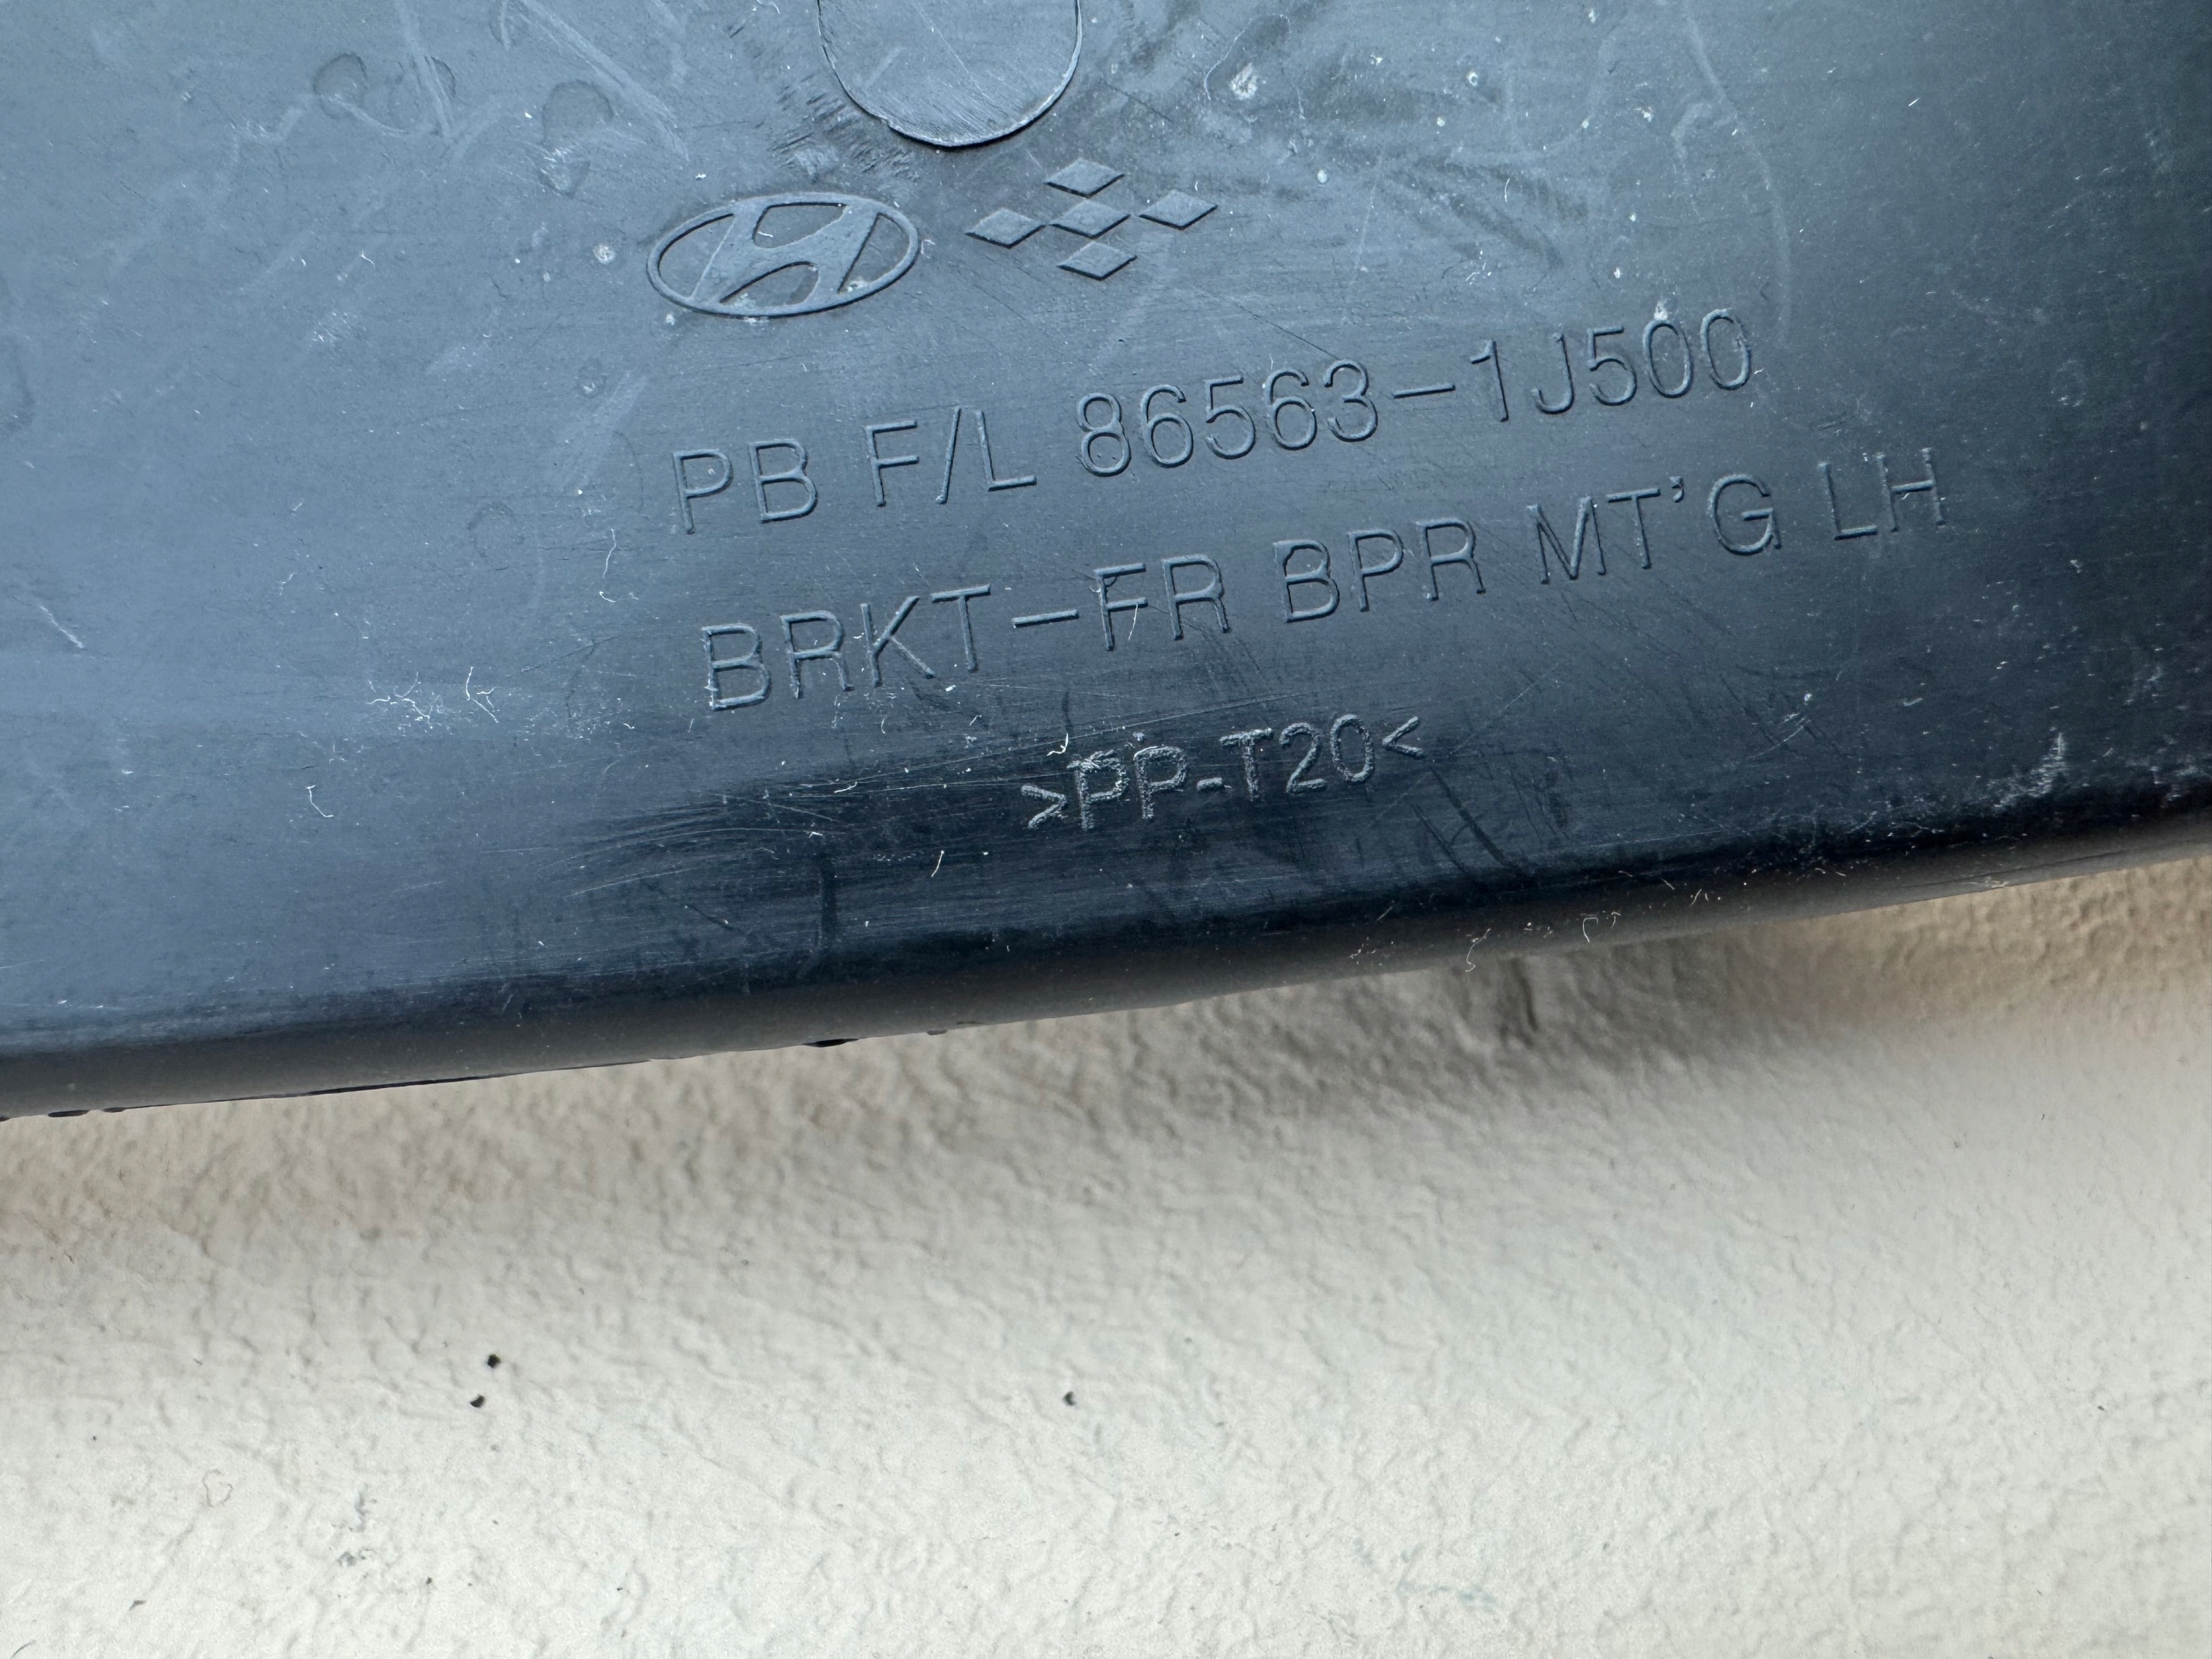 PB F/L 86563-1J500
BRKT-FR BPR MT'G LH
>PP-T20<